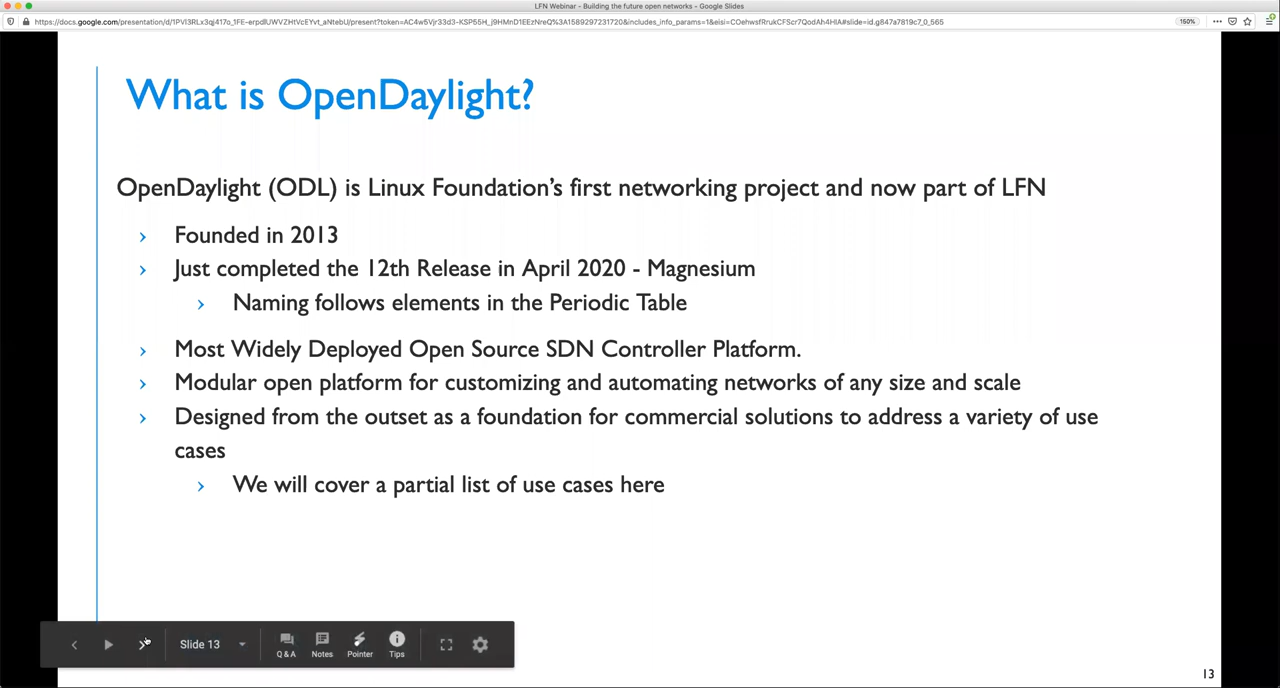 LFN Webinar - Building the future open networks - Google Slides
150%
What is OpenDaylight?
OpenDaylight (ODL) is Linux Foundation's first networking project and now part of LFN
› Founded in 2013
› Just completed the 12th Release in April 2020 - Magnesium
› Naming follows elements in the Periodic Table
› Most Widely Deployed Open Source SDN Controller Platform.
› Modular open platform for customizing and automating networks of any size and scale
› Designed from the outset as a foundation for commercial solutions to address a variety of use
cases
› We will cover a partial list of use cases here
Slide 13
Q & A
Notes
Pointer
Tips
13